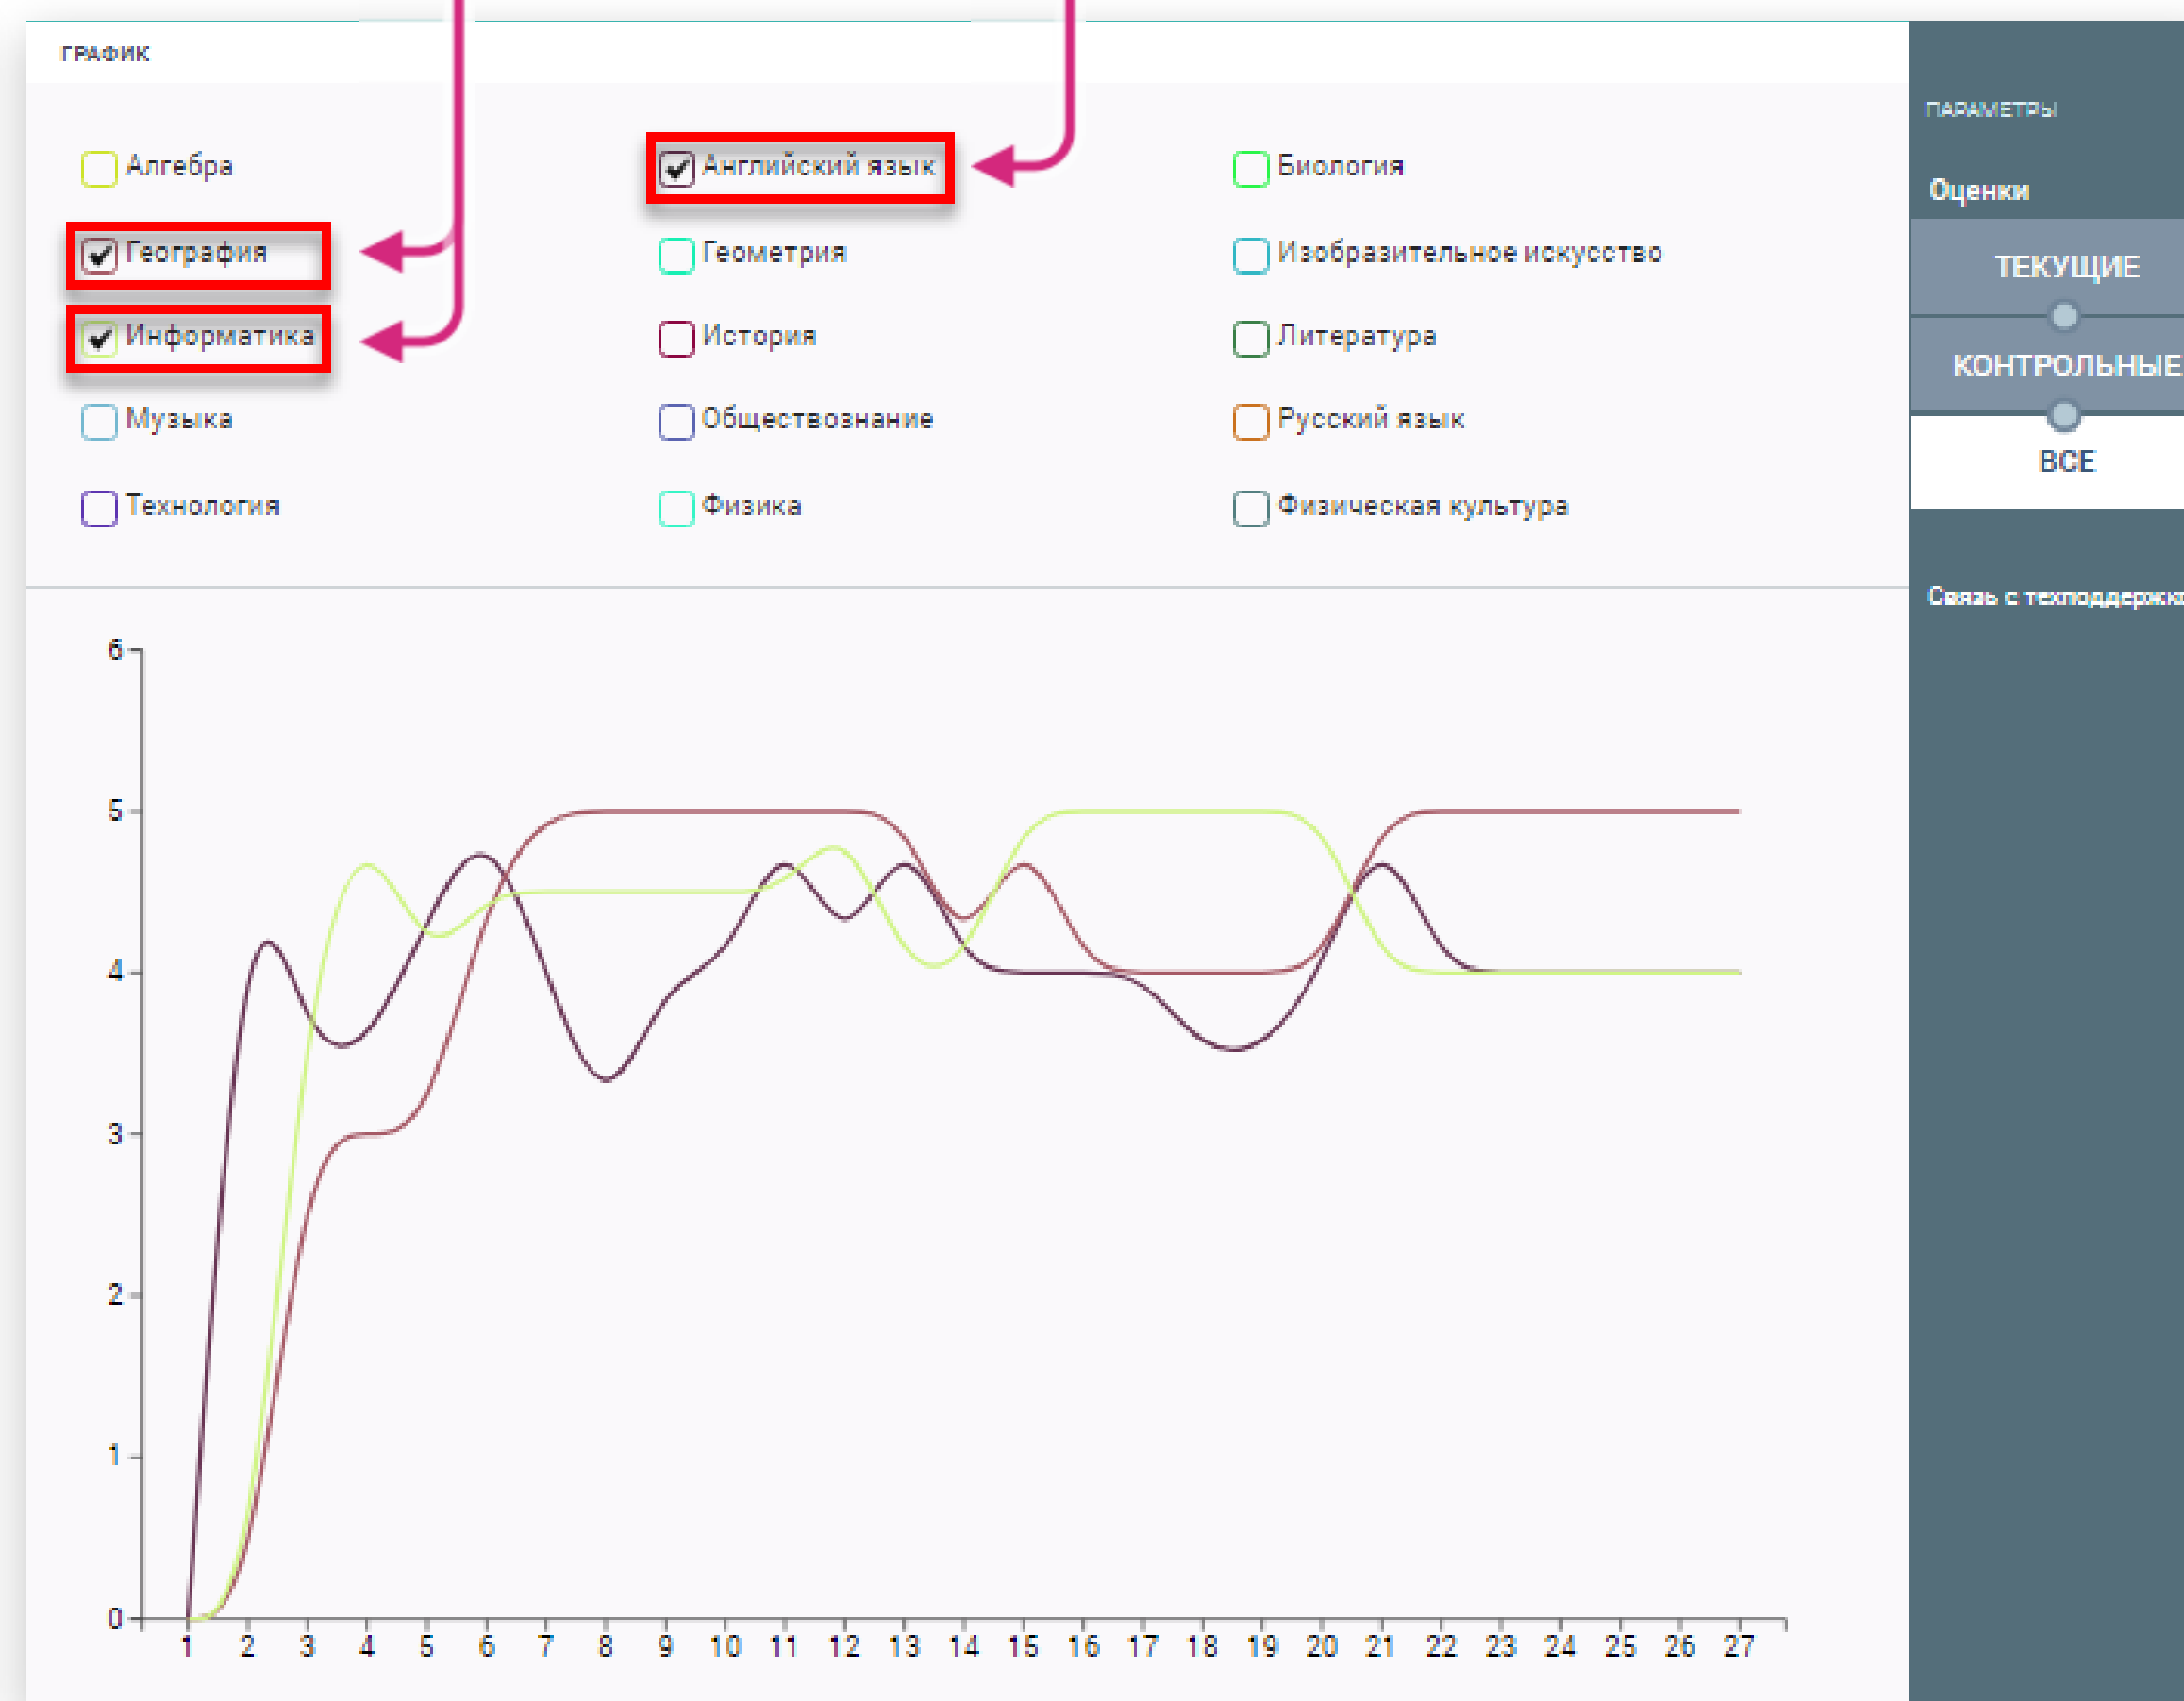 ГРАФИК
ПАРАМЕТРЫ
Алгебра
Английский язык
Биология
Оценки
География
Геометрия
Изобразительное искусство
ТЕКУЩИЕ
Информатика
История
Литература
КОНТРОЛЬНЫЕ
Музыка
Обществознание
Русский язык
ВСЕ
Технология
Физика
Физическая культура
Связь с техподдержко
6
5
4
3
2
1
0
1 2 3 4 5 6 7 8 9 10 11 12 13 14 15 16 17 18 19 20 21 22 23 24 25 26 27